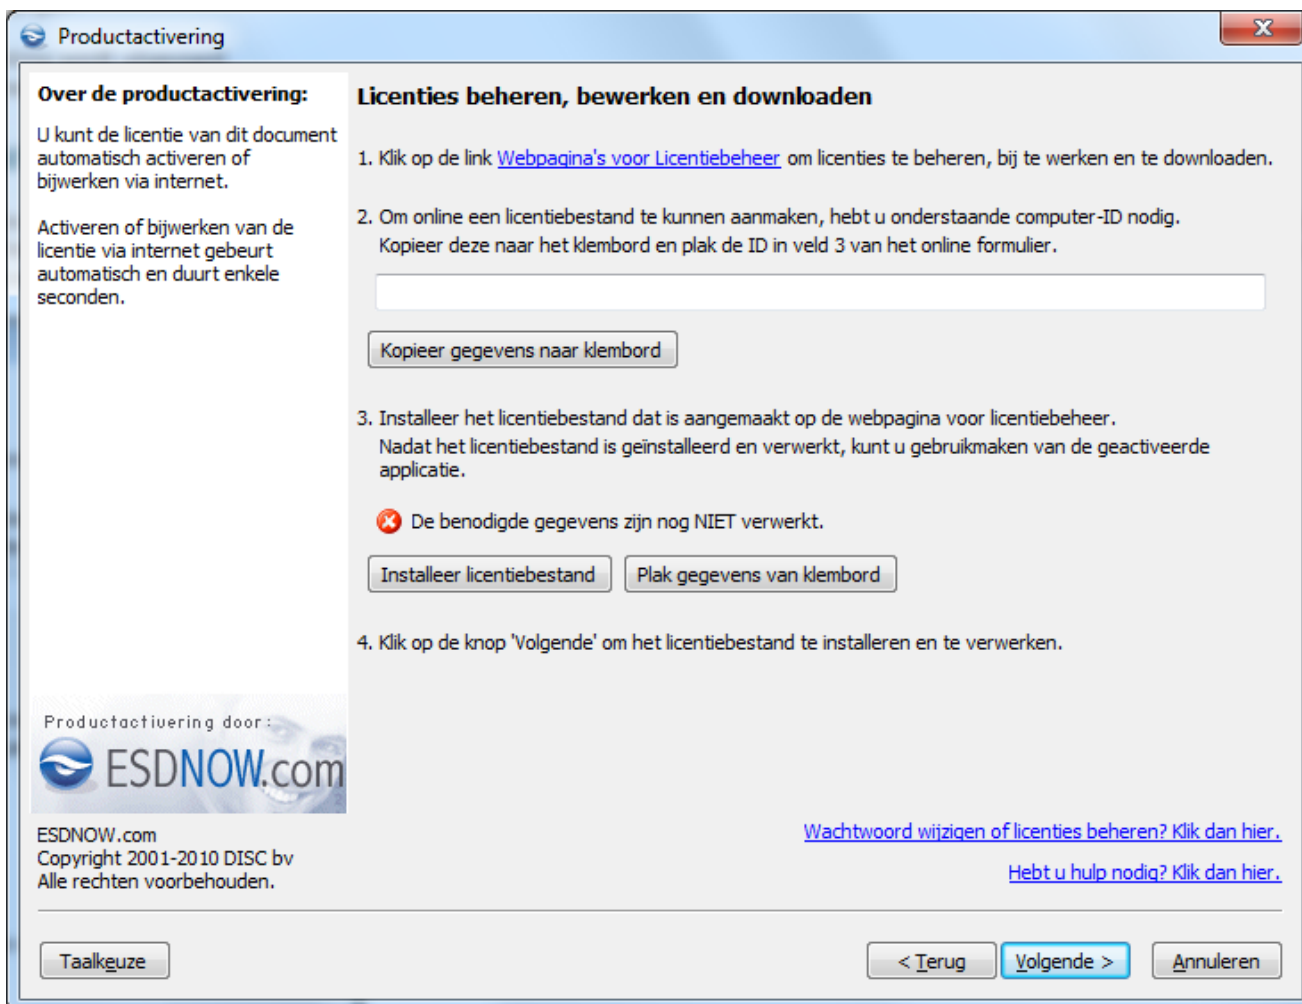 Productactivering
Over de productactivering:
U kunt de licentie van dit document
automatisch activeren of
bijwerken via internet.
Activeren of bijwerken van de
licentie via internet gebeurt
automatisch en duurt enkele
seconden.
Productactivering door:
ESDNOW.com
ESDNOW.com
Copyright 2001-2010 DISC bv
Alle rechten voorbehouden.
Licenties beheren, bewerken en downloaden
1. Klik op de link Webpagina's voor Licentiebeheer om licenties te beheren, bij te werken en te downloaden.
2. Om online een licentiebestand te kunnen aanmaken, hebt u onderstaande computer-ID nodig.
Kopieer deze naar het klembord en plak de ID in veld 3 van het online formulier.
Kopieer gegevens naar klembord
3. Installeer het licentiebestand dat is aangemaakt op de webpagina voor licentiebeheer.
Nadat het licentiebestand is geïnstalleerd en verwerkt, kunt u gebruikmaken van de geactiveerde
applicatie.
De benodigde gegevens zijn nog NIET verwerkt.
Installeer licentiebestand Plak gegevens van klembord
4. Klik op de knop 'Volgende' om het licentiebestand te installeren en te verwerken.
Wachtwoord wijzigen of licenties beheren? Klik dan hier.
Hebt u hulp nodig? Klik dan hier.
Taalkeuze < Terug Volgende > Annuleren